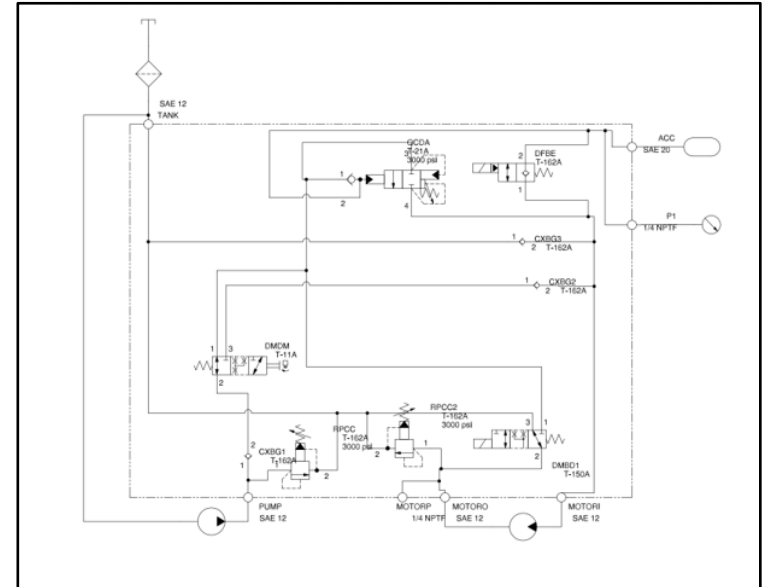 SAE 12
TANK
QCDA
T-21A
3000 psi
3
1
2
4
DFBE
T-162A
2
1
ACC
SAE 20
P1
1/4 NPTF
1
CXBG3
2
T-162A
1
CXBG2
2
T-162A
1 3
DMDM
T-11A
2
RPCC2
T-162A
3000 psi
RPCC
T-162A
3000 psi
3 1
2
1
2
1
CXBG1
T-162A
1
2
2
DMBD1
T-150A
PUMP
SAE 12
MOTORP
1/4 NPTF
MOTORO
SAE 12
MOTORI
SAE 12